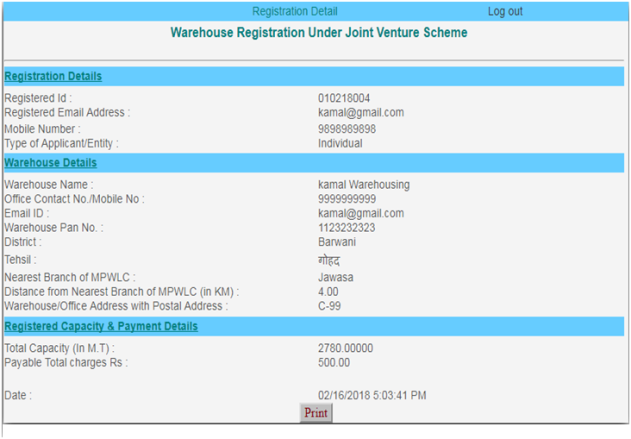 Registration Detail Log out
Warehouse Registration Under Joint Venture Scheme
Registration Details
Registered Id : 010218004
Registered Email Address : kamal@gmail.com
Mobile Number : 9898989898
Type of Applicant/Entity : Individual
Warehouse Details
Warehouse Name : kamal Warehousing
Office Contact No./Mobile No : 9999999999
Email ID : kamal@gmail.com
Warehouse Pan No. : 1123232323
District : Barwani
Tehsil : गोहद
Nearest Branch of MPWLC : Jawasa
Distance from Nearest Branch of MPWLC (in KM) : 4.00
Warehouse/Office Address with Postal Address : C-99
Registered Capacity & Payment Details
Total Capacity (In M.T) : 2780.00000
Payable Total charges Rs : 500.00
Date : 02/16/2018 5:03:41 PM
Print